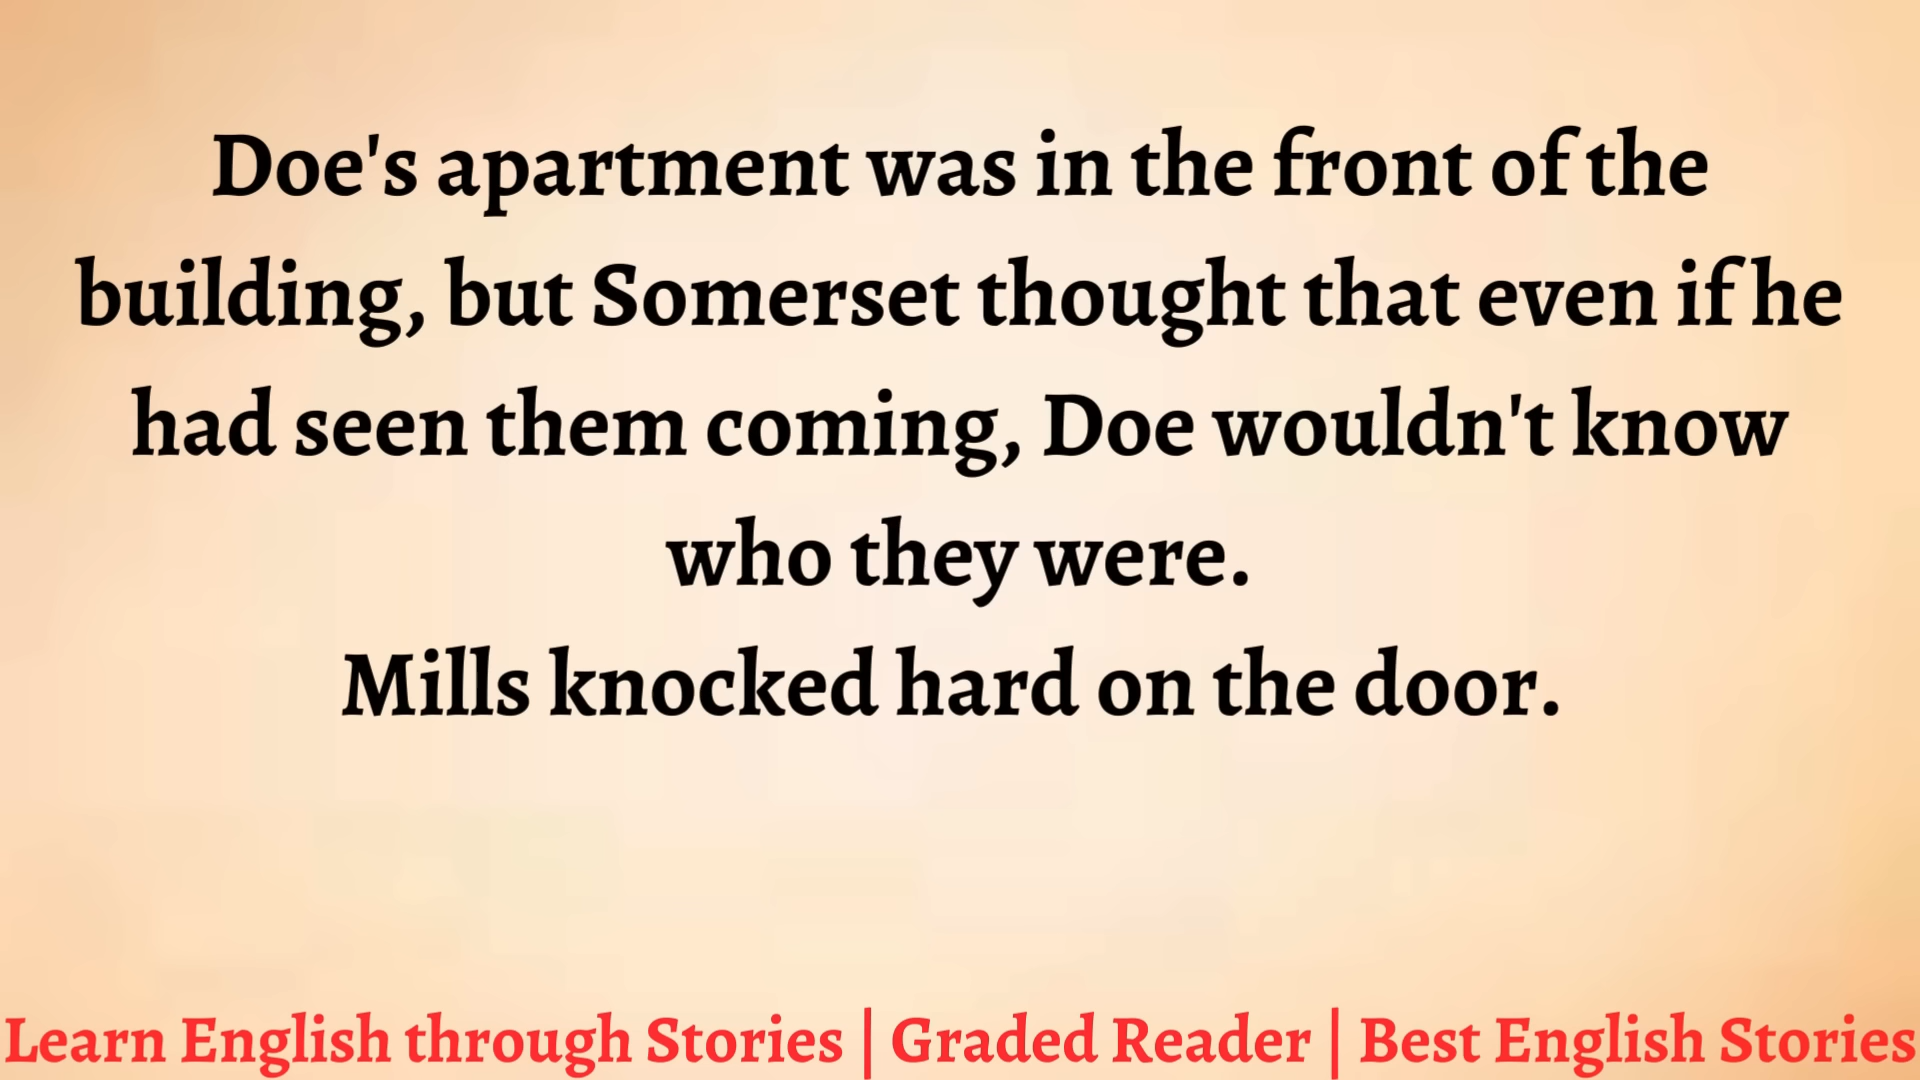 Doe's apartment was in the front of the
building, but Somerset thought that even if he
had seen them coming, Doe wouldn't know
who they were.
Mills knocked hard on the door.
Learn English through Stories | Graded Reader | Best English Stories